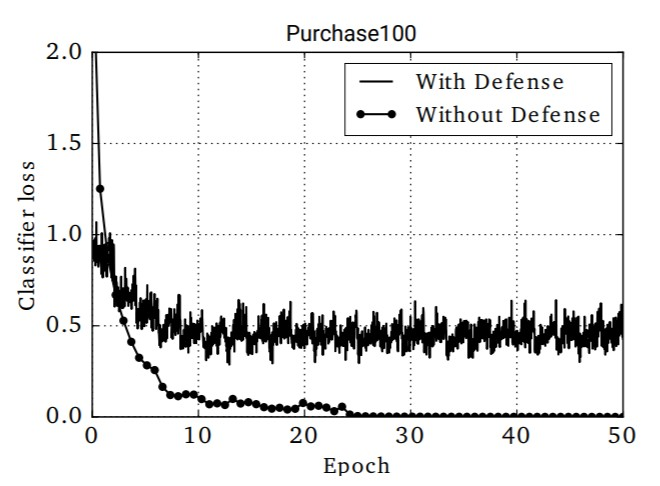 Purchase100
2.0
1.5
1.0
0.5
0.0
Classifier loss
With Defense
Without Defense
0 10 20 30 40 50
Epoch